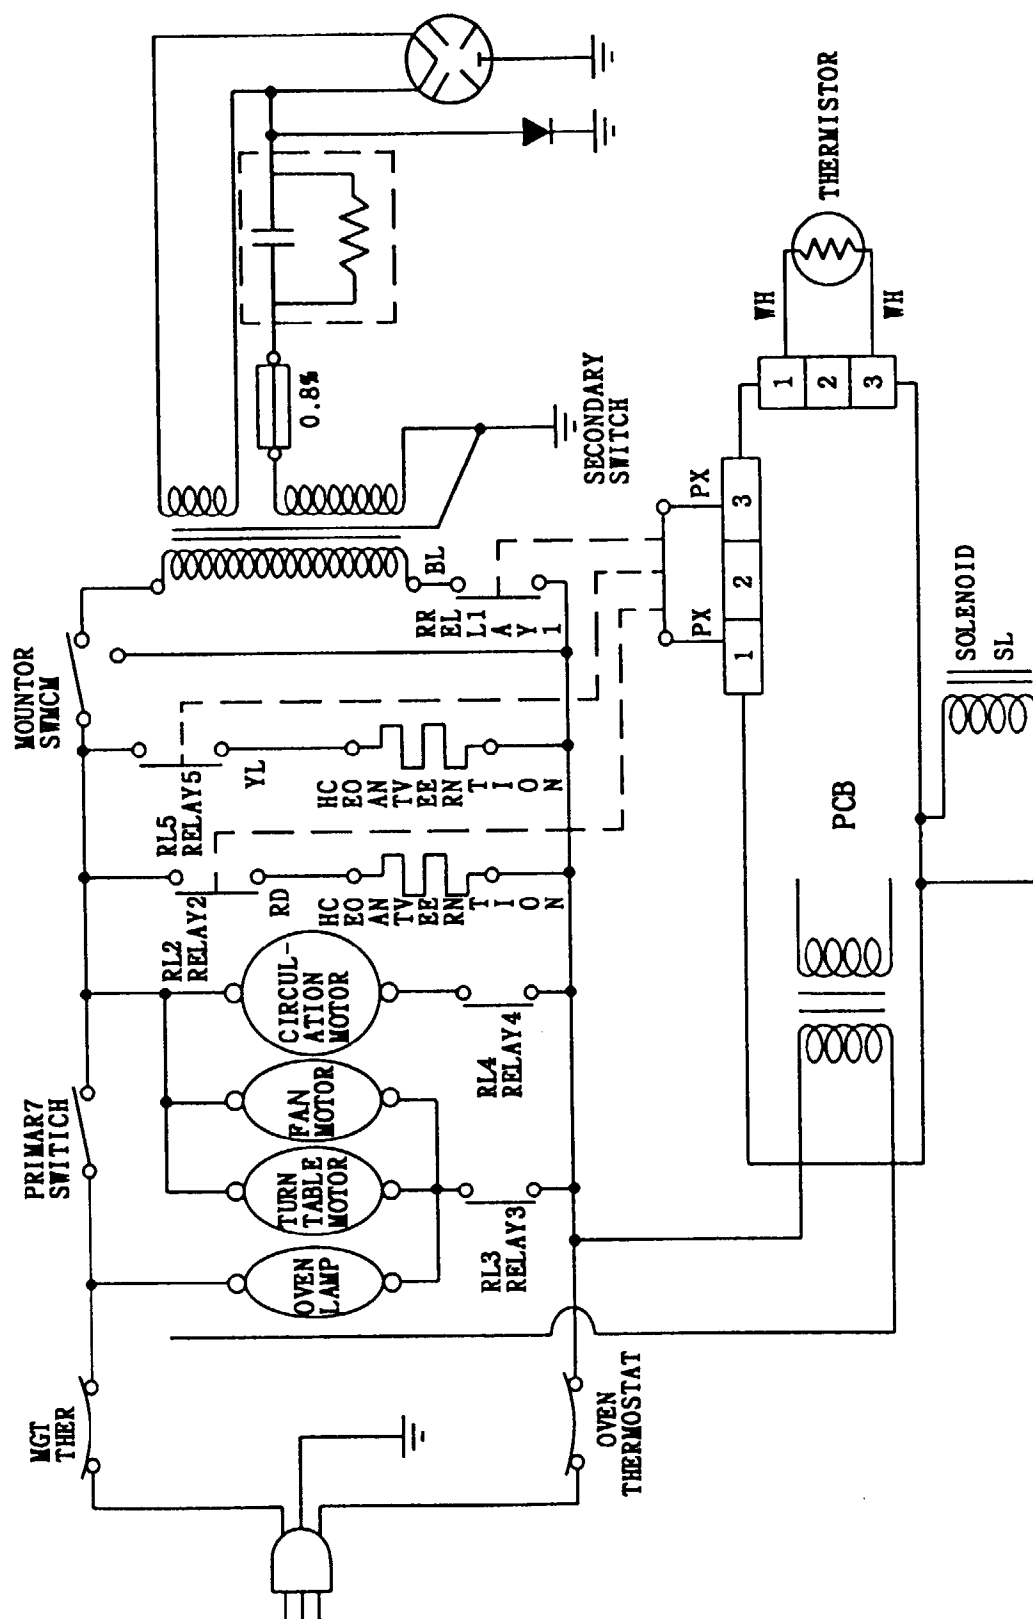 MGT
THER
PRIMAR7
SWITICH
MOUNTOR
SWMCM
OVEN
LAMP
TURN
TABLE
MOTOR
FAN
MOTOR
CIRCUL-
ATION
MOTOR
RL2
RELAY2
RD
RL5
RELAY5
YL
HC
EO
AN
TV
EE
RN
T
I
O
N
HC
EO
AN
TV
EE
RN
T
I
O
N
RL3
RELAY3
RL4
RELAY4
RR
EL
L1
A
Y
1
BL
0.8%
OVEN
THERMOSTAT
SECONDARY
SWITCH
PX
PX
1
2
3
WH
WH
1
2
3
THERMISTOR
PCB
SOLENOID
SL